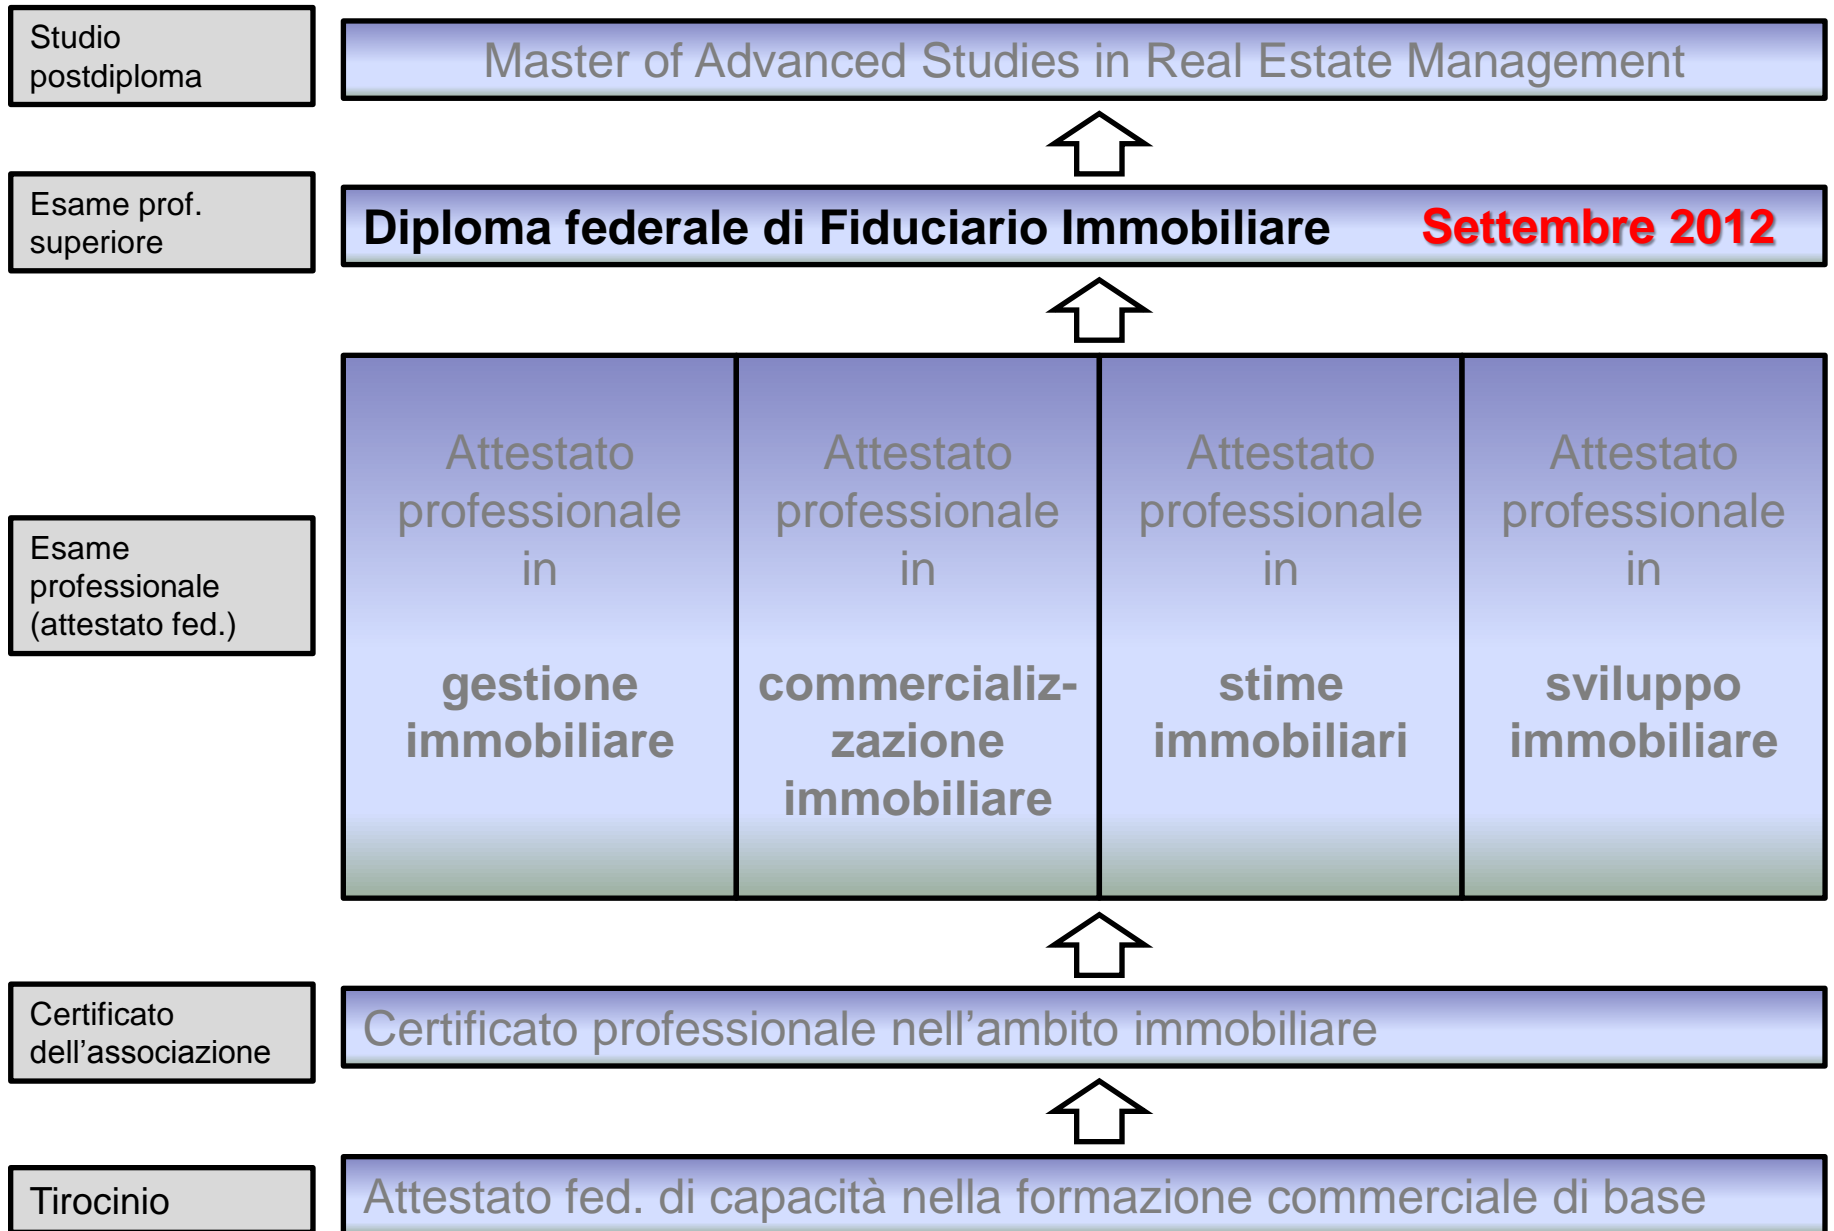 Studio
postdiploma
Master of Advanced Studies in Real Estate Management
Esame prof.
superiore
Diploma federale di Fiduciario Immobiliare Settembre 2012
Esame
professionale
(attestato fed.)
Attestato
professionale
in
gestione
immobiliare
Attestato
professionale
in
commercializ-
zazione
immobiliare
Attestato
professionale
in
stime
immobiliari
Attestato
professionale
in
sviluppo
immobiliare
Certificato
dell’associazione
Certificato professionale nell’ambito immobiliare
Tirocinio
Attestato fed. di capacità nella formazione commerciale di base